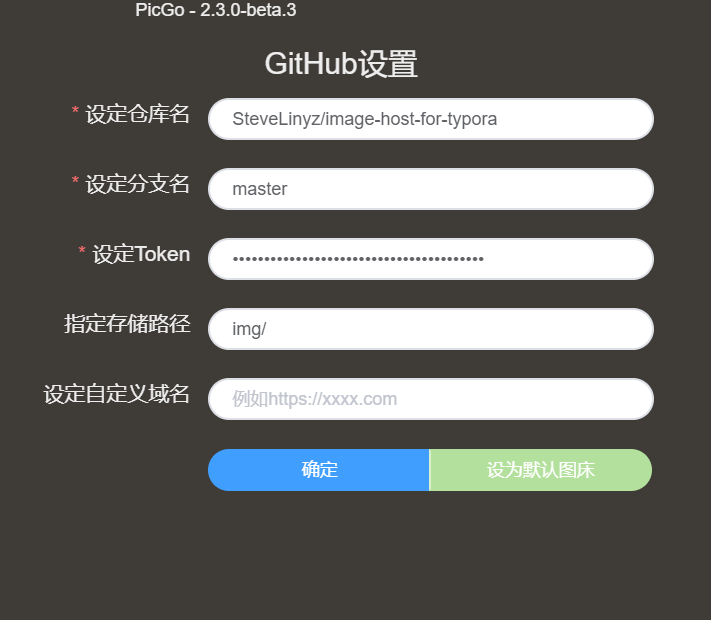 PicGo - 2.3.0-beta.3
GitHub设置
* 设定仓库名 SteveLinyz/image-host-for-typora
* 设定分支名 master
* 设定Token ••••••••••••••••••••••••••••••••••••••••
指定存储路径 img/
设定自定义域名 例如https://xxxx.com
确定 设为默认图床